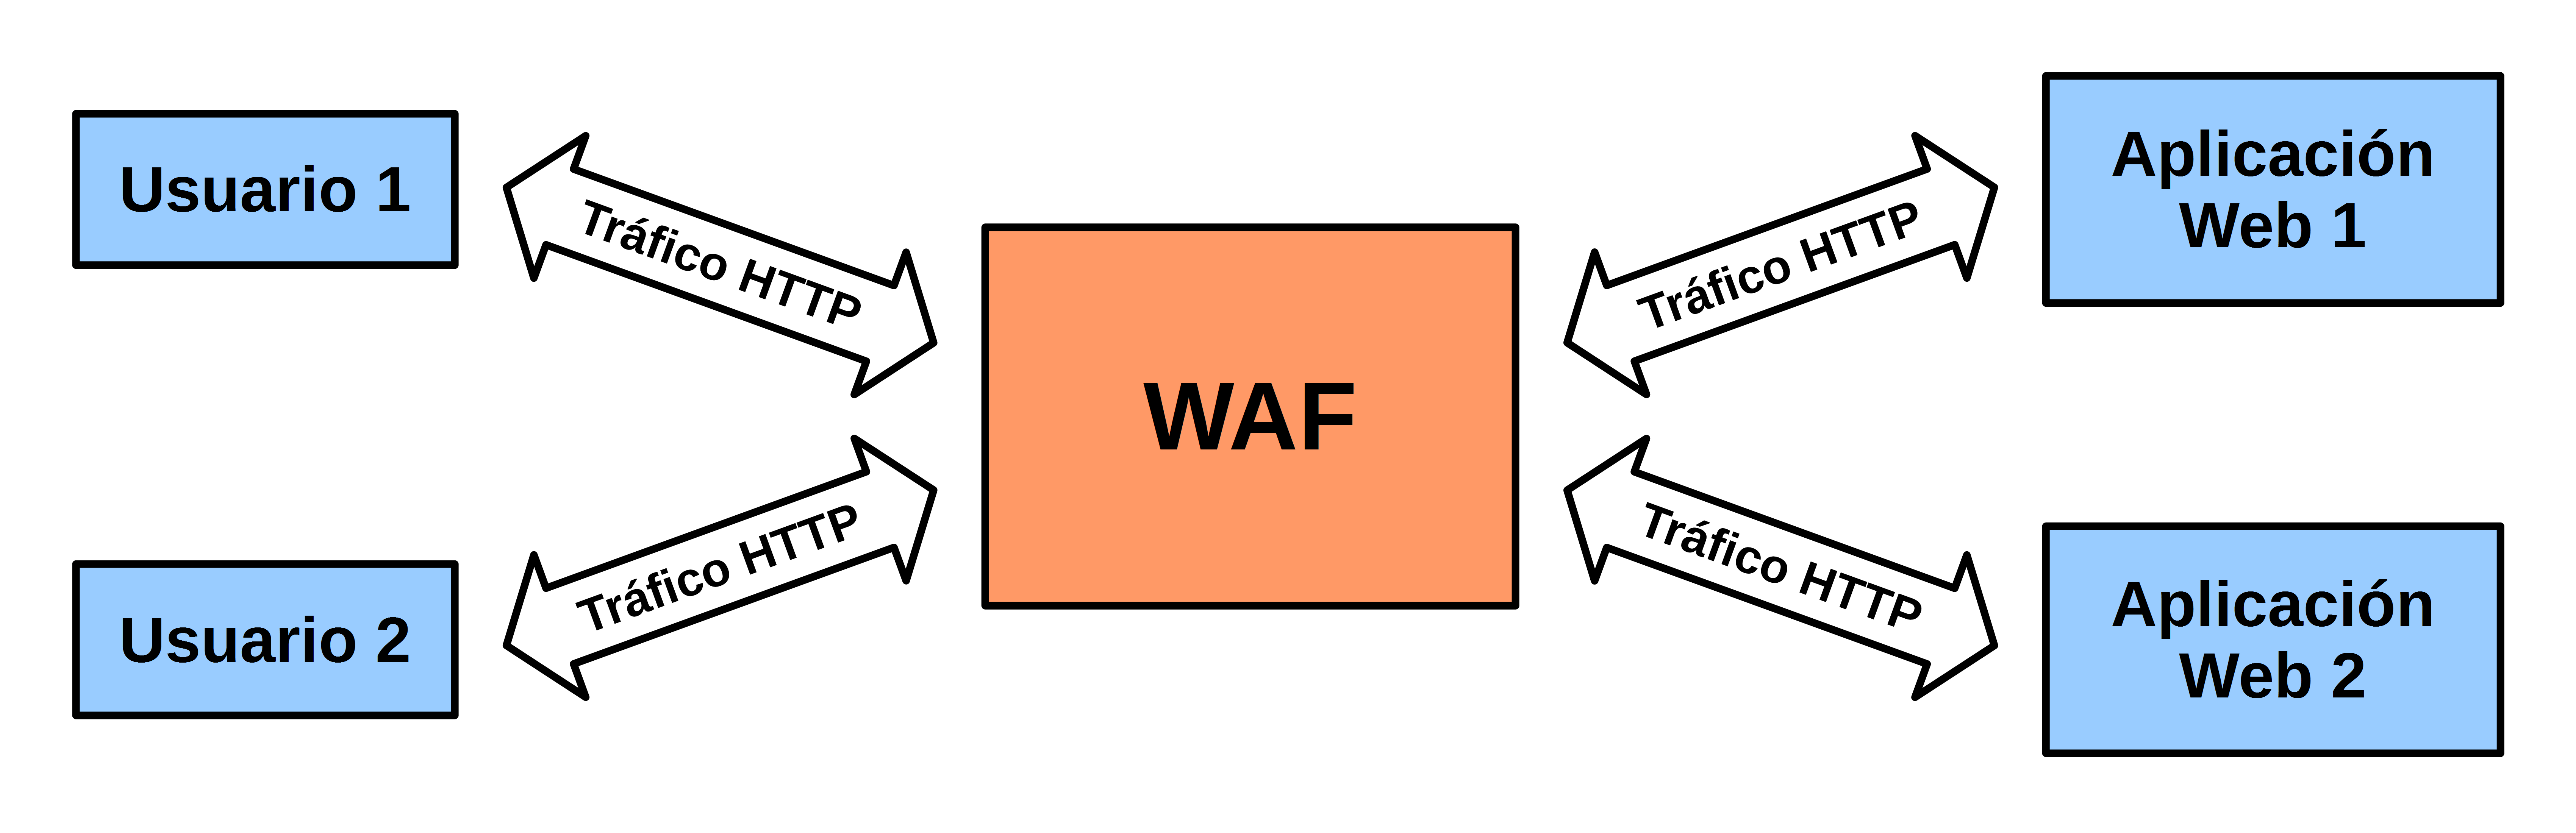 Usuario 1
Tráfico HTTP
Tráfico HTTP
Aplicación
Web 1
WAF
Usuario 2
Tráfico HTTP
Tráfico HTTP
Aplicación
Web 2